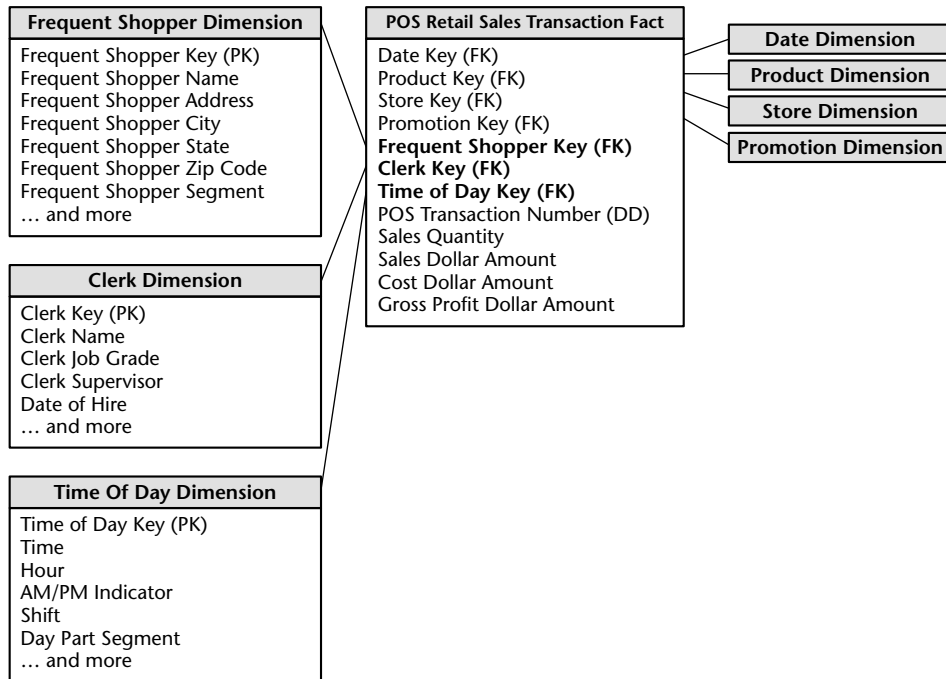 Frequent Shopper Dimension
Frequent Shopper Key (PK)
Frequent Shopper Name
Frequent Shopper Address
Frequent Shopper City
Frequent Shopper State
Frequent Shopper Zip Code
Frequent Shopper Segment
… and more
Clerk Dimension
Clerk Key (PK)
Clerk Name
Clerk Job Grade
Clerk Supervisor
Date of Hire
… and more
Time Of Day Dimension
Time of Day Key (PK)
Time
Hour
AM/PM Indicator
Shift
Day Part Segment
… and more
POS Retail Sales Transaction Fact
Date Key (FK)
Product Key (FK)
Store Key (FK)
Promotion Key (FK)
Frequent Shopper Key (FK)
Clerk Key (FK)
Time of Day Key (FK)
POS Transaction Number (DD)
Sales Quantity
Sales Dollar Amount
Cost Dollar Amount
Gross Profit Dollar Amount
Date Dimension
Product Dimension
Store Dimension
Promotion Dimension